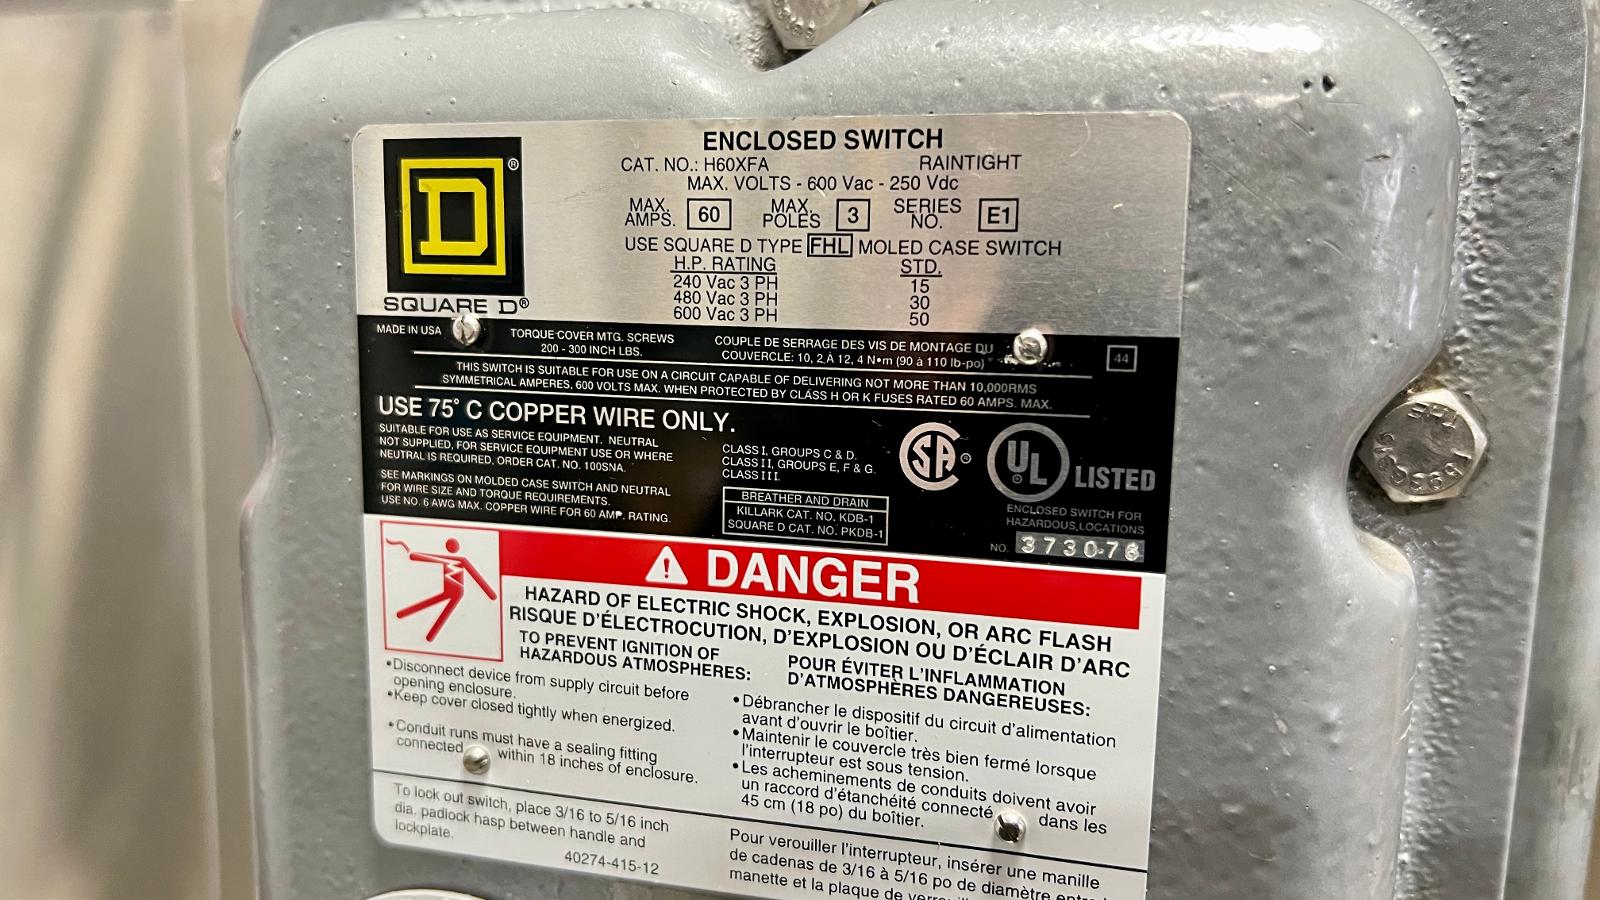 ENCLOSED SWITCH
CAT. NO.: H60XFA RAINTIGHT
MAX. VOLTS - 600 Vac - 250 Vdc
MAX. AMPS. 60 MAX. POLES 3 SERIES NO. E1
USE SQUARE D TYPE FHL MOLED CASE SWITCH
H.P. RATING STD.
240 Vac 3 PH 15
480 Vac 3 PH 30
600 Vac 3 PH 50
D®
SQUARE D®
MADE IN USA
TORQUE COVER MTG. SCREWS
200 - 300 INCH LBS.
COUPLE DE SERRAGE DES VIS DE MONTAGE DU
COUVERCLE: 10, 2 À 12, 4 N•m (90 à 110 lb-po)
44
THIS SWITCH IS SUITABLE FOR USE ON A CIRCUIT CAPABLE OF DELIVERING NOT MORE THAN 10,000RMS
SYMMETRICAL AMPERES, 600 VOLTS MAX. WHEN PROTECTED BY CLASS H OR K FUSES RATED 60 AMPS. MAX.
USE 75° C COPPER WIRE ONLY.
SUITABLE FOR USE AS SERVICE EQUIPMENT. NEUTRAL
NOT SUPPLIED, FOR SERVICE EQUIPMENT USE OR WHERE
NEUTRAL IS REQUIRED, ORDER CAT. NO. 100SNA.
SEE MARKINGS ON MOLDED CASE SWITCH AND NEUTRAL
FOR WIRE SIZE AND TORQUE REQUIREMENTS.
USE NO. 6 AWG MAX. COPPER WIRE FOR 60 AMP. RATING.
CLASS I, GROUPS C & D.
CLASS II, GROUPS E, F & G.
CLASS III.
BREATHER AND DRAIN
KILLARK CAT. NO. KDB-1
SQUARE D CAT. NO. PKDB-1
SA®
UL® LISTED
ENCLOSED SWITCH FOR
HAZARDOUS,LOCATIONS
NO. 3730-78
DANGER
HAZARD OF ELECTRIC SHOCK, EXPLOSION, OR ARC FLASH
RISQUE D'ÉLECTROCUTION, D'EXPLOSION OU D'ÉCLAIR D'ARC
TO PREVENT IGNITION OF
HAZARDOUS ATMOSPHERES:
•Disconnect device from supply circuit before
opening enclosure.
•Keep cover closed tightly when energized.
•Conduit runs must have a sealing fitting
connected within 18 inches of enclosure.
POUR ÉVITER L'INFLAMMATION
D'ATMOSPHÈRES DANGEREUSES:
•Débrancher le dispositif du circuit d'alimentation
avant d'ouvrir le boîtier.
•Maintenir le couvercle très bien fermé lorsque
l'interrupteur est sous tension.
•Les acheminements de conduits doivent avoir
un raccord d'étanchéité connecté dans les
45 cm (18 po) du boîtier.
To lock out switch, place 3/16 to 5/16 inch
dia. padlock hasp between handle and
lockplate.
40274-415-12
Pour verouiller l'interrupteur, insérer une manille
de cadenas de 3/16 à 5/16 po de diamètre
manette et la plaque de
THE